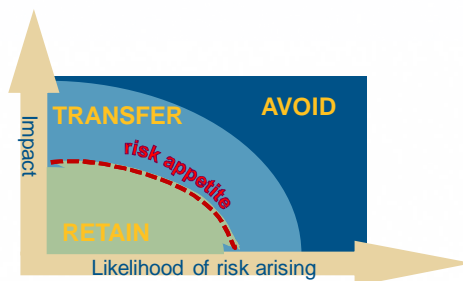 TRANSFER
AVOID
risk appetite
Impact
RETAIN
Likelihood of risk arising